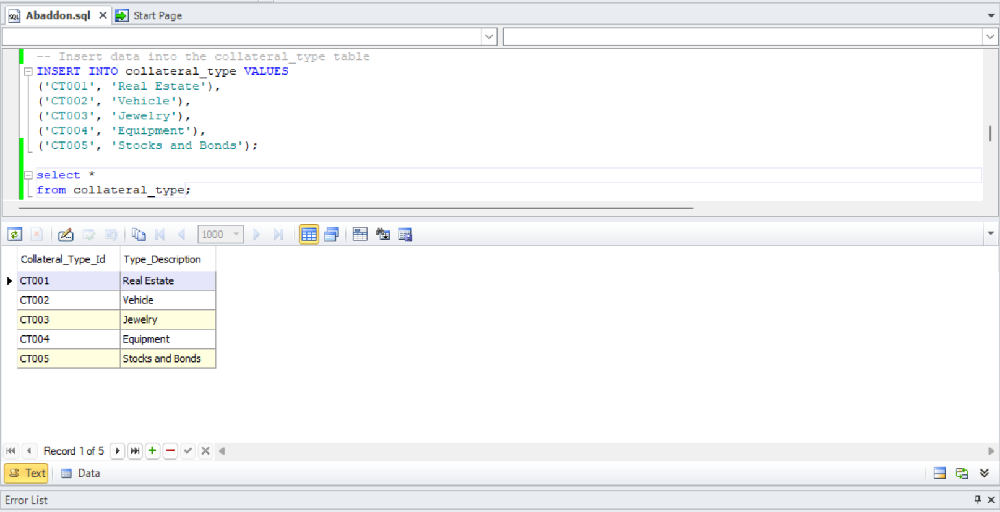 Abaddon.sql
Start Page
-- Insert data into the collateral_type table
INSERT INTO collateral_type VALUES
('CT001', 'Real Estate'),
('CT002', 'Vehicle'),
('CT003', 'Jewelry'),
('CT004', 'Equipment'),
('CT005', 'Stocks and Bonds');
select *
from collateral_type;
1000
Collateral_Type_Id Type_Description
CT001 Real Estate
CT002 Vehicle
CT003 Jewelry
CT004 Equipment
CT005 Stocks and Bonds
Record 1 of 5
Text Data
Error List